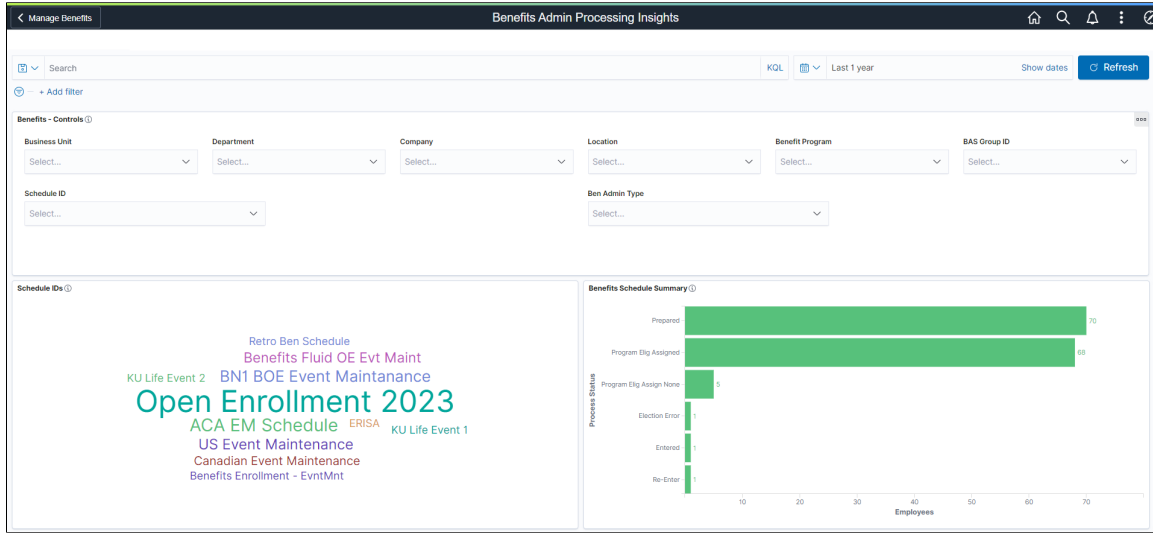 Manage Benefits
Benefits Admin Processing Insights
Search
KQL
Last 1 year
Show dates
Refresh
+ Add filter
Benefits - Controls
Business Unit Department Company Location Benefit Program BAS Group ID
Select... Select... Select... Select... Select... Select...
Schedule ID Ben Admin Type
Select... Select...
Schedule IDs
Retro Ben Schedule
Benefits Fluid OE Evt Maint
KU Life Event 2 BN1 BOE Event Maintanance
Open Enrollment 2023
ACA EM Schedule ERISA KU Life Event 1
US Event Maintenance
Canadian Event Maintenance
Benefits Enrollment - EvntMnt
Benefits Schedule Summary
Process Status
Prepared 70
Program Elig Assigned 68
Program Elig Assign None 5
Election Error 1
Entered 1
Re-Enter 1
10 20 30 40 50 60 70
Employees